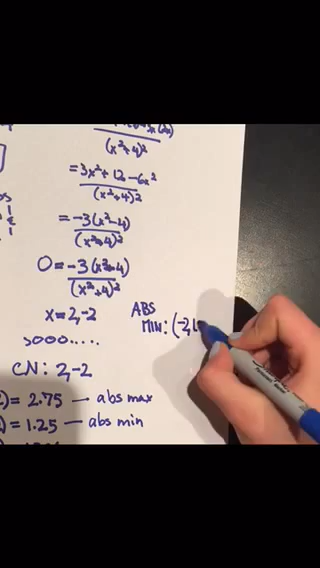 (x²+4)²
= 3x²+12-6x²
(x²+4)²
= -3(x²-4)
(x²+4)²
0 = -3(x²-4)
(x²+4)²
x = 2,-2
ABS
MIN: (-2,1
sooo.....
CN: 2,-2
)= 2.75 — abs max
)= 1.25 — abs min